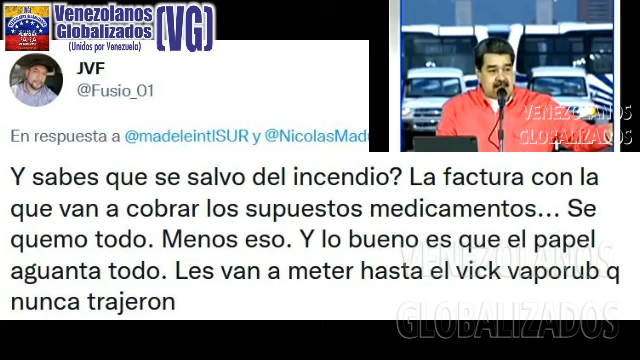 Venezolanos
Globalizados
(Unidos por Venezuela)
(VG)
JVF
@Fusio_01
En respuesta a @madeleintlSUR y @NicolasMadu
Y sabes que se salvo del incendio? La factura con la
que van a cobrar los supuestos medicamentos... Se
quemo todo. Menos eso. Y lo bueno es que el papel
aguanta todo. Les van a meter hasta el vick vaporub q
nunca trajeron
VENEZOLANOS
GLOBALIZADOS
VENEZOLANOS
GLOBALIZADOS